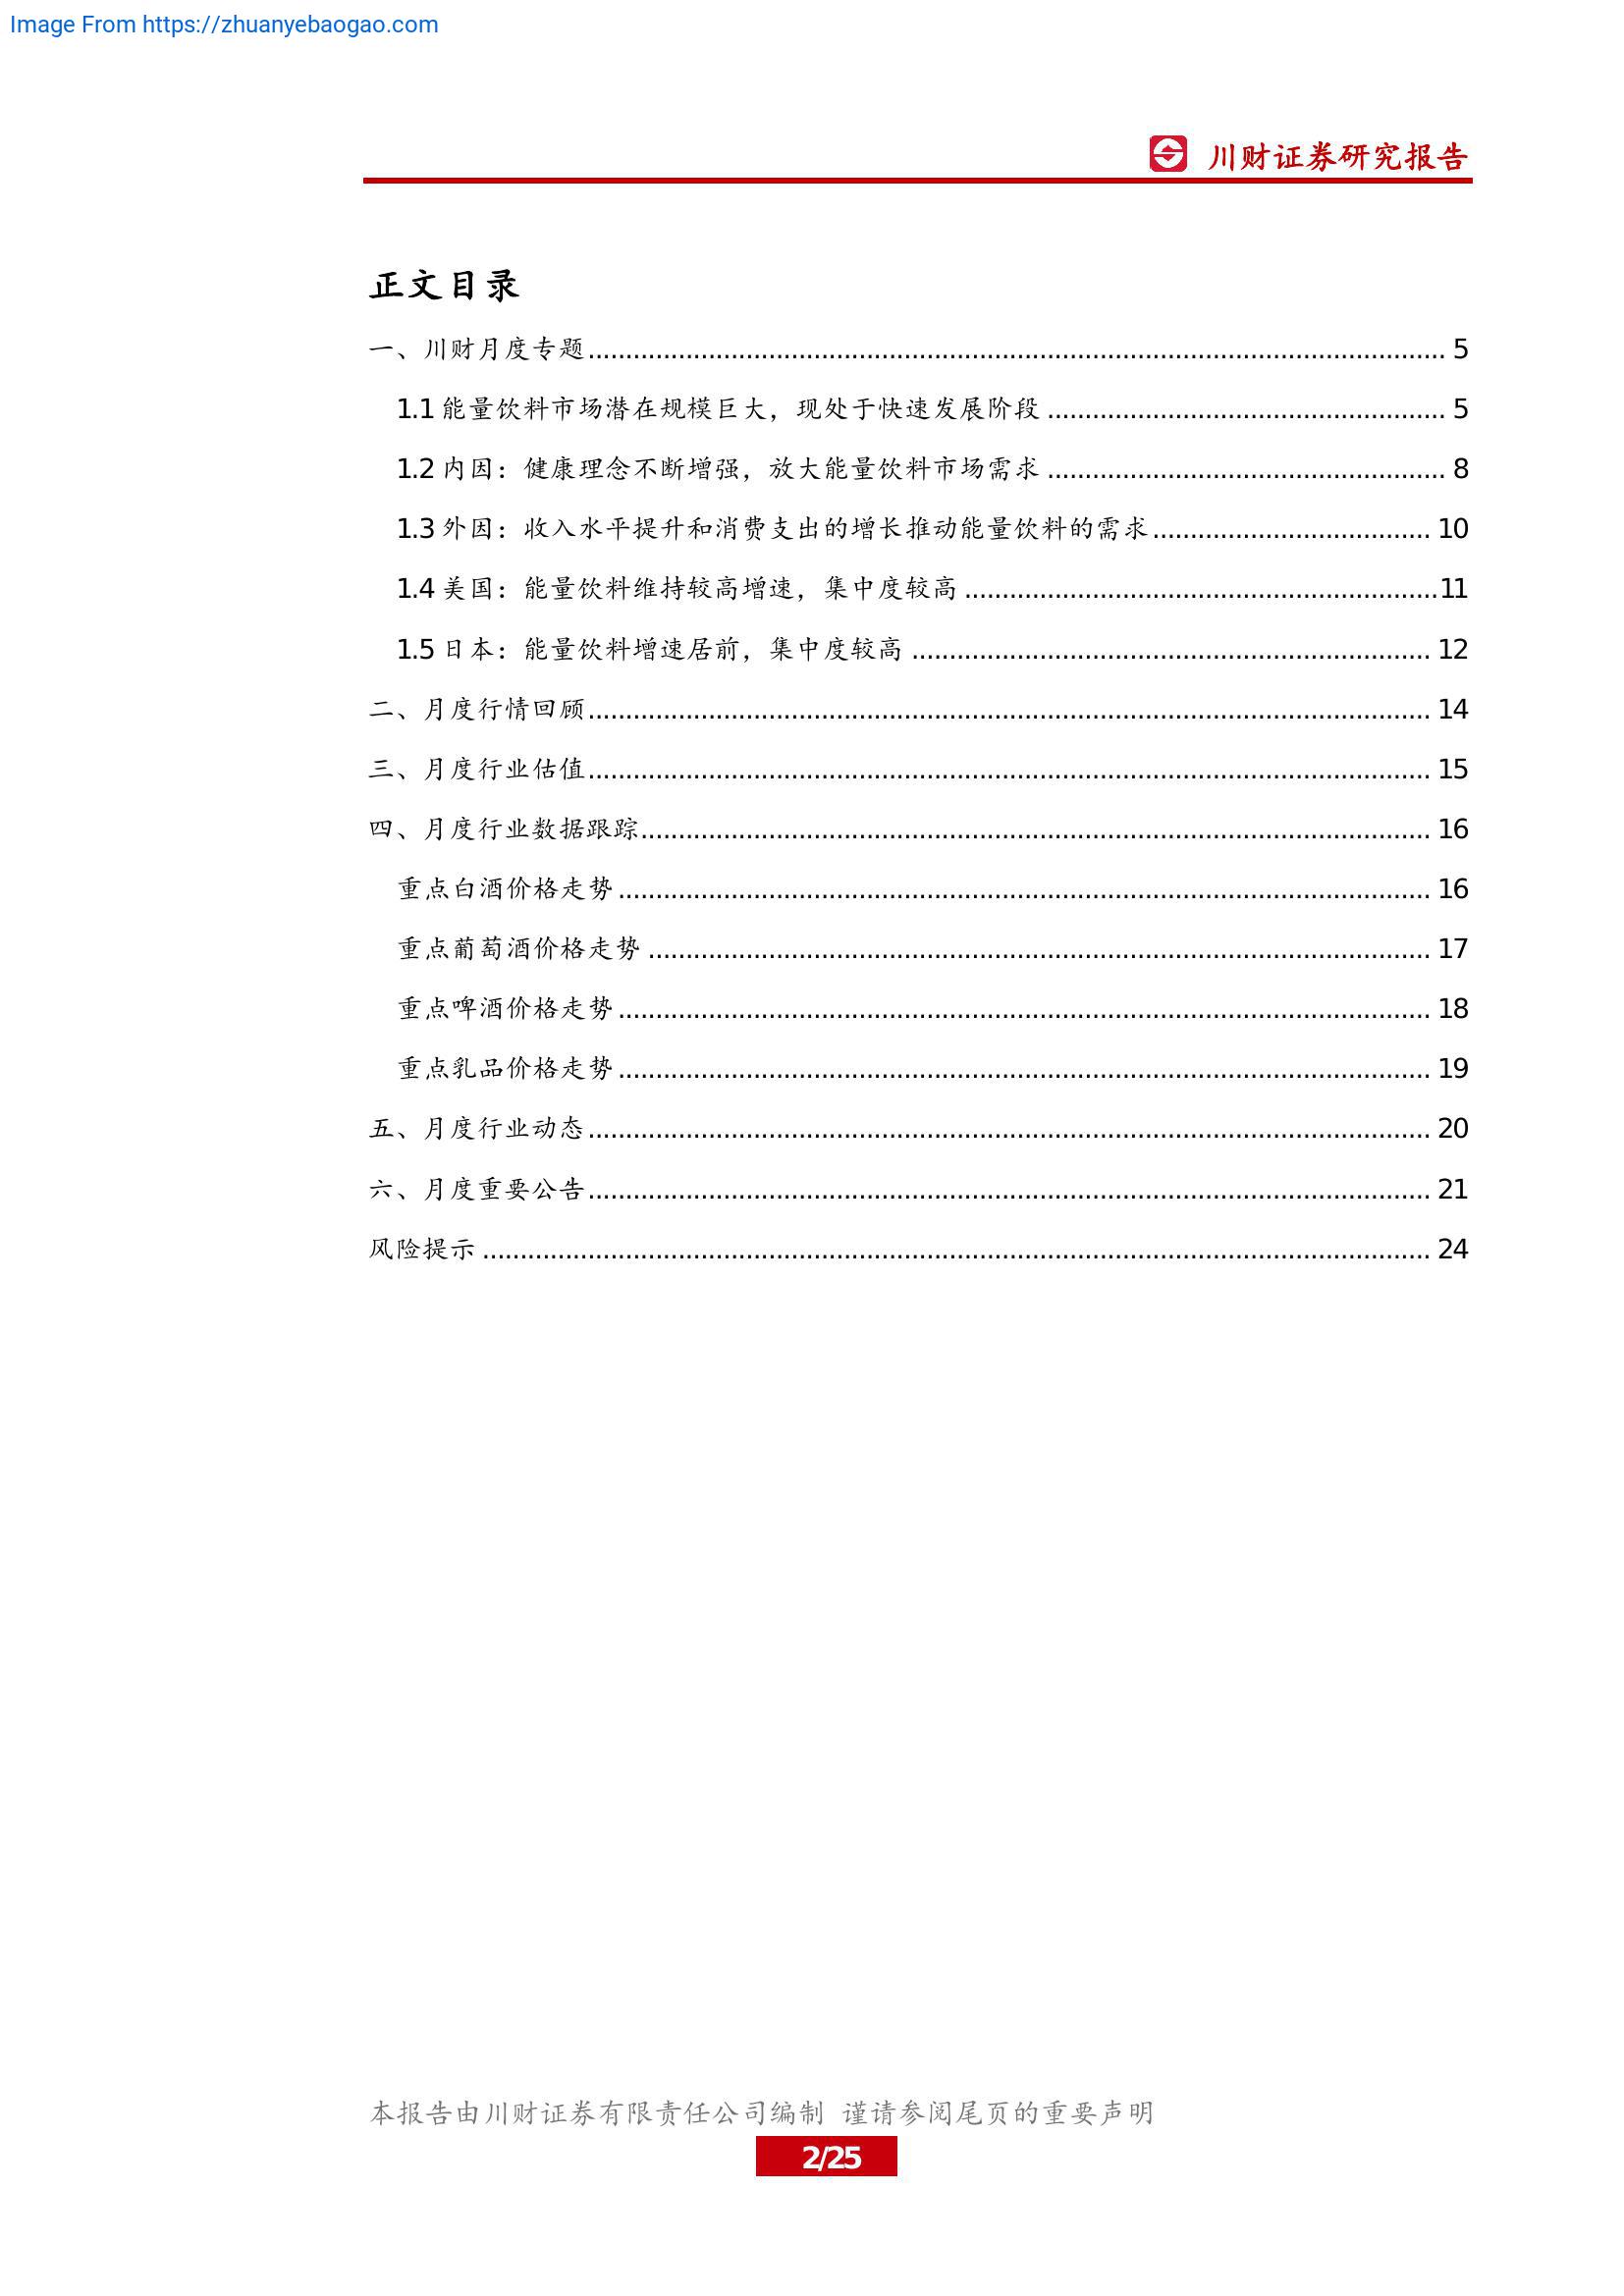 Image From https://zhuanyebaogao.com
川财证券研究报告
正文目录
一、川财月度专题 5
1.1 能量饮料市场潜在规模巨大，现处于快速发展阶段 5
1.2 内因：健康理念不断增强，放大能量饮料市场需求 8
1.3 外因：收入水平提升和消费支出的增长推动能量饮料的需求 10
1.4 美国：能量饮料维持较高增速，集中度较高 11
1.5 日本：能量饮料增速居前，集中度较高 12
二、月度行情回顾 14
三、月度行业估值 15
四、月度行业数据跟踪 16
重点白酒价格走势 16
重点葡萄酒价格走势 17
重点啤酒价格走势 18
重点乳品价格走势 19
五、月度行业动态 20
六、月度重要公告 21
风险提示 24
本报告由川财证券有限责任公司编制 谨请参阅尾页的重要声明
2/25